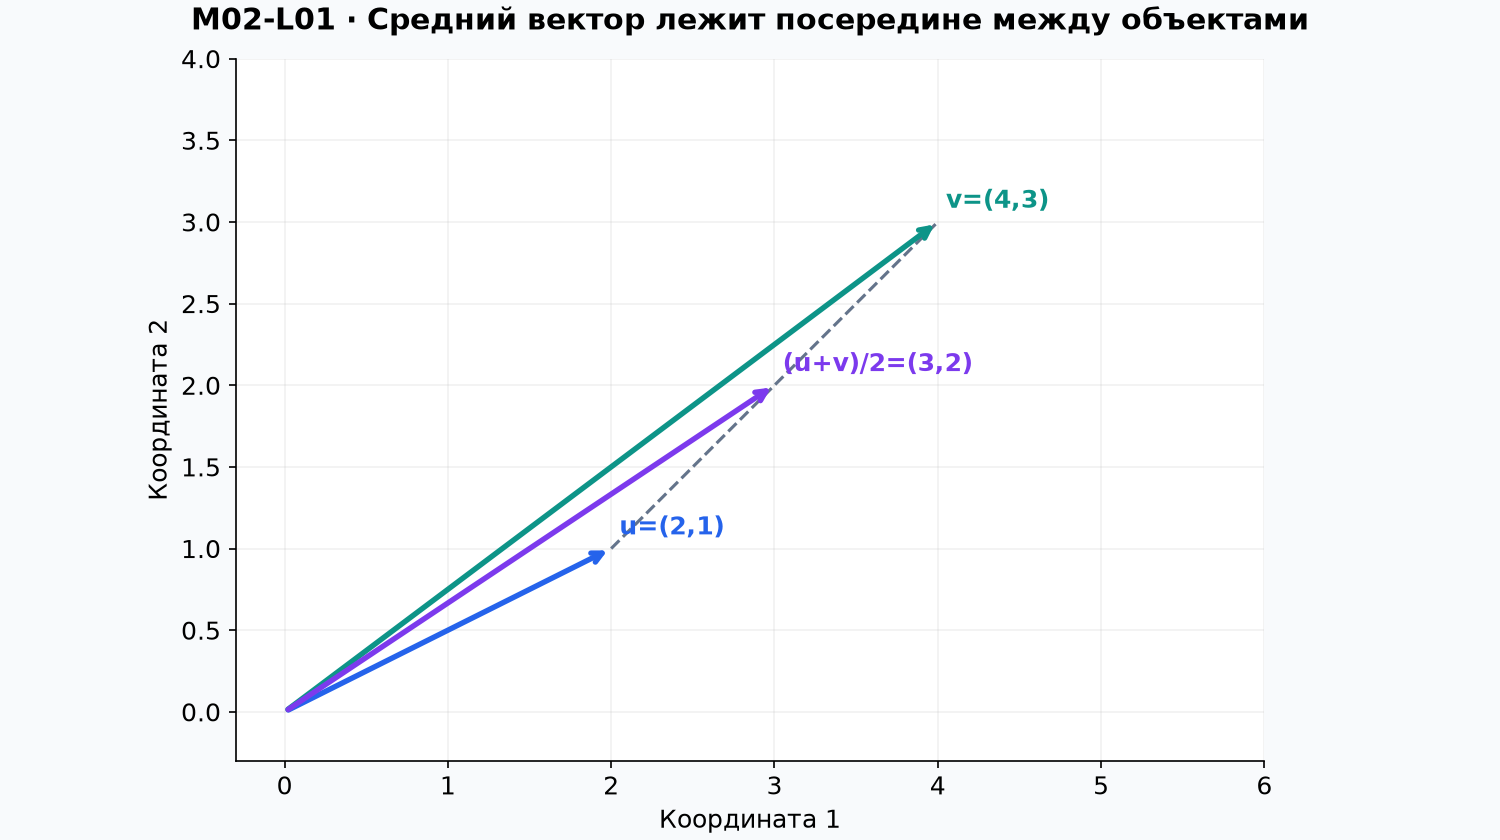 M02-L01 · Средний вектор лежит посередине между объектами
4.0
3.5
3.0
2.5
2.0
1.5
1.0
0.5
0.0
Координата 2
v=(4,3)
(u+v)/2=(3,2)
u=(2,1)
0 1 2 3 4 5 6
Координата 1